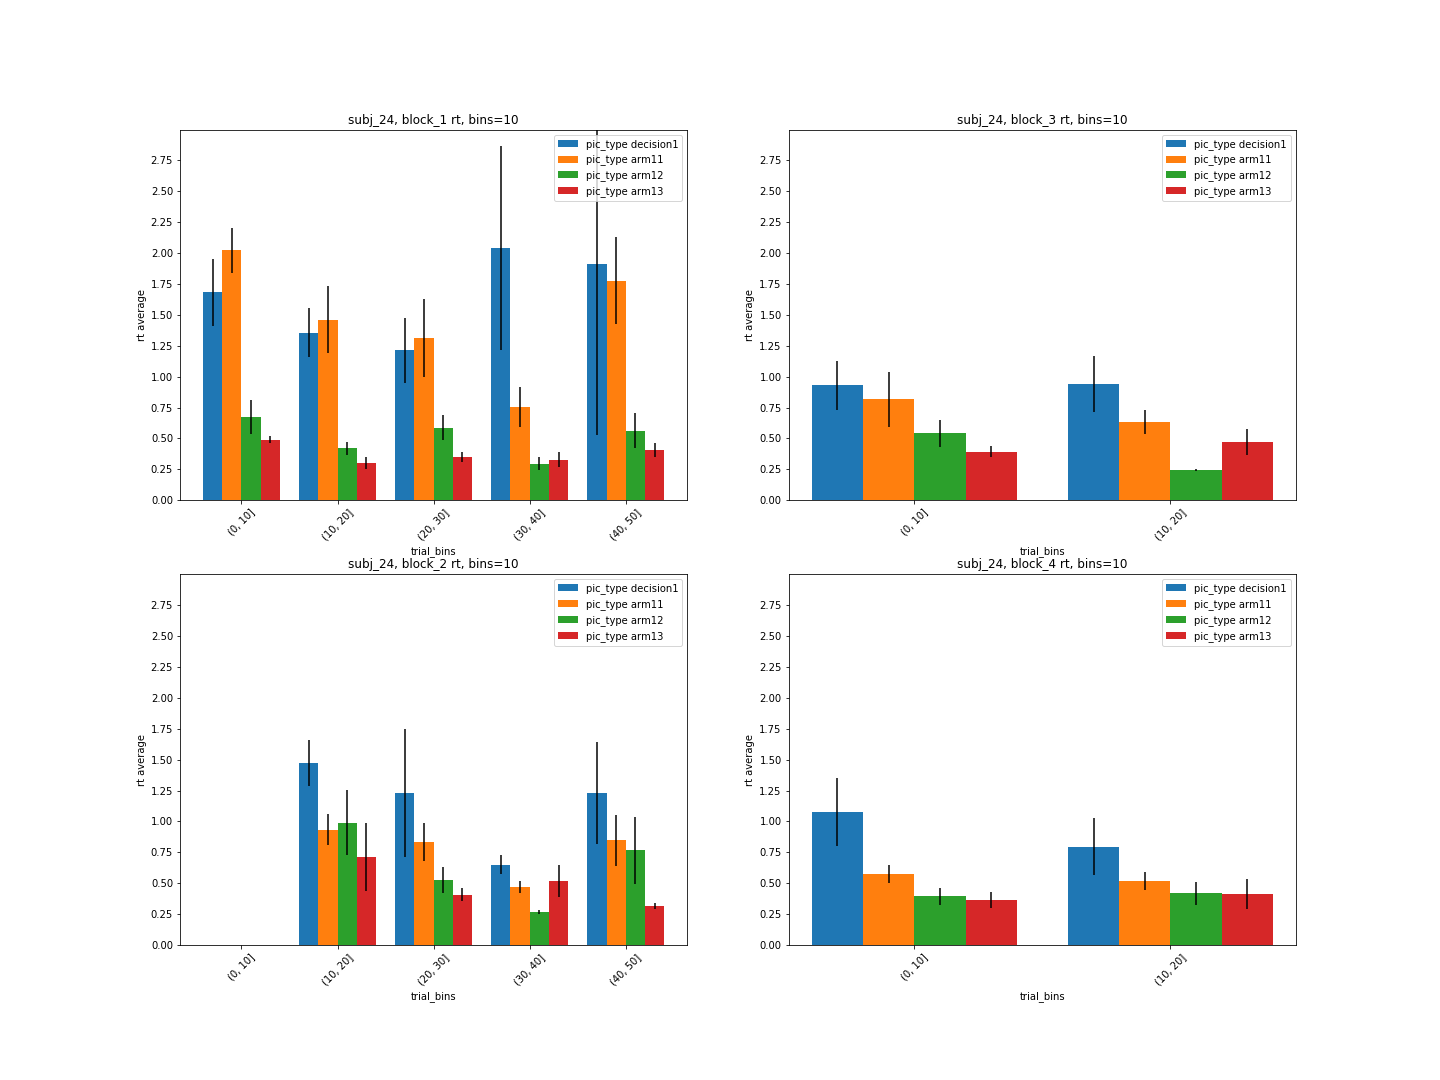 subj_24, block_1 rt, bins=10
pic_type decision1
pic_type arm11
pic_type arm12
pic_type arm13
2.75
2.50
2.25
2.00
1.75
1.50
1.25
1.00
0.75
0.50
0.25
0.00
rt average
(0, 10]
(10, 20]
(20, 30]
(30, 40]
(40, 50]
trial_bins
subj_24, block_3 rt, bins=10
pic_type decision1
pic_type arm11
pic_type arm12
pic_type arm13
2.75
2.50
2.25
2.00
1.75
1.50
1.25
1.00
0.75
0.50
0.25
0.00
rt average
(0, 10]
(10, 20]
trial_bins
subj_24, block_2 rt, bins=10
pic_type decision1
pic_type arm11
pic_type arm12
pic_type arm13
2.75
2.50
2.25
2.00
1.75
1.50
1.25
1.00
0.75
0.50
0.25
0.00
rt average
(0, 10]
(10, 20]
(20, 30]
(30, 40]
(40, 50]
trial_bins
subj_24, block_4 rt, bins=10
pic_type decision1
pic_type arm11
pic_type arm12
pic_type arm13
2.75
2.50
2.25
2.00
1.75
1.50
1.25
1.00
0.75
0.50
0.25
0.00
rt average
(0, 10]
(10, 20]
trial_bins